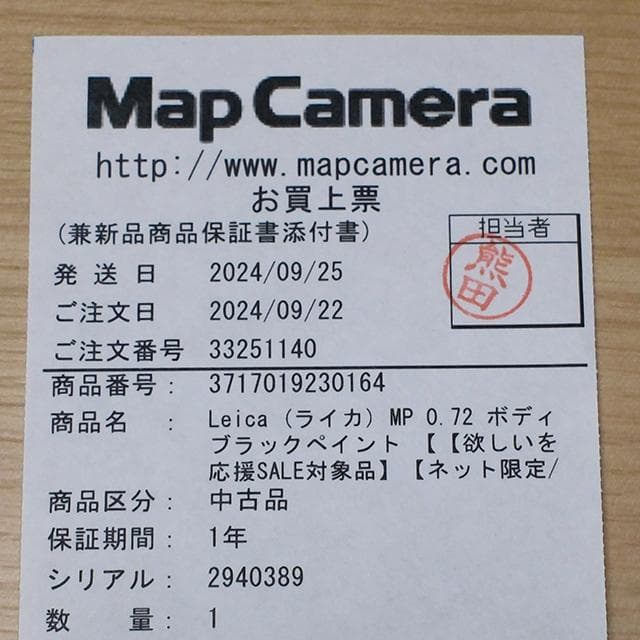 Map Camera
http://www.mapcamera.com
お買上票
(兼新品商品保証書添付書)
担当者
熊田
発送日 2024/09/25
ご注文日 2024/09/22
ご注文番号 33251140
商品番号: 3717019230164
商品名 : Leica (ライカ) MP 0.72 ボディ
ブラックペイント 【【欲しいを
応援SALE対象品】【ネット限定/
商品区分: 中古品
保証期間: 1年
シリアル: 2940389
数 量: 1